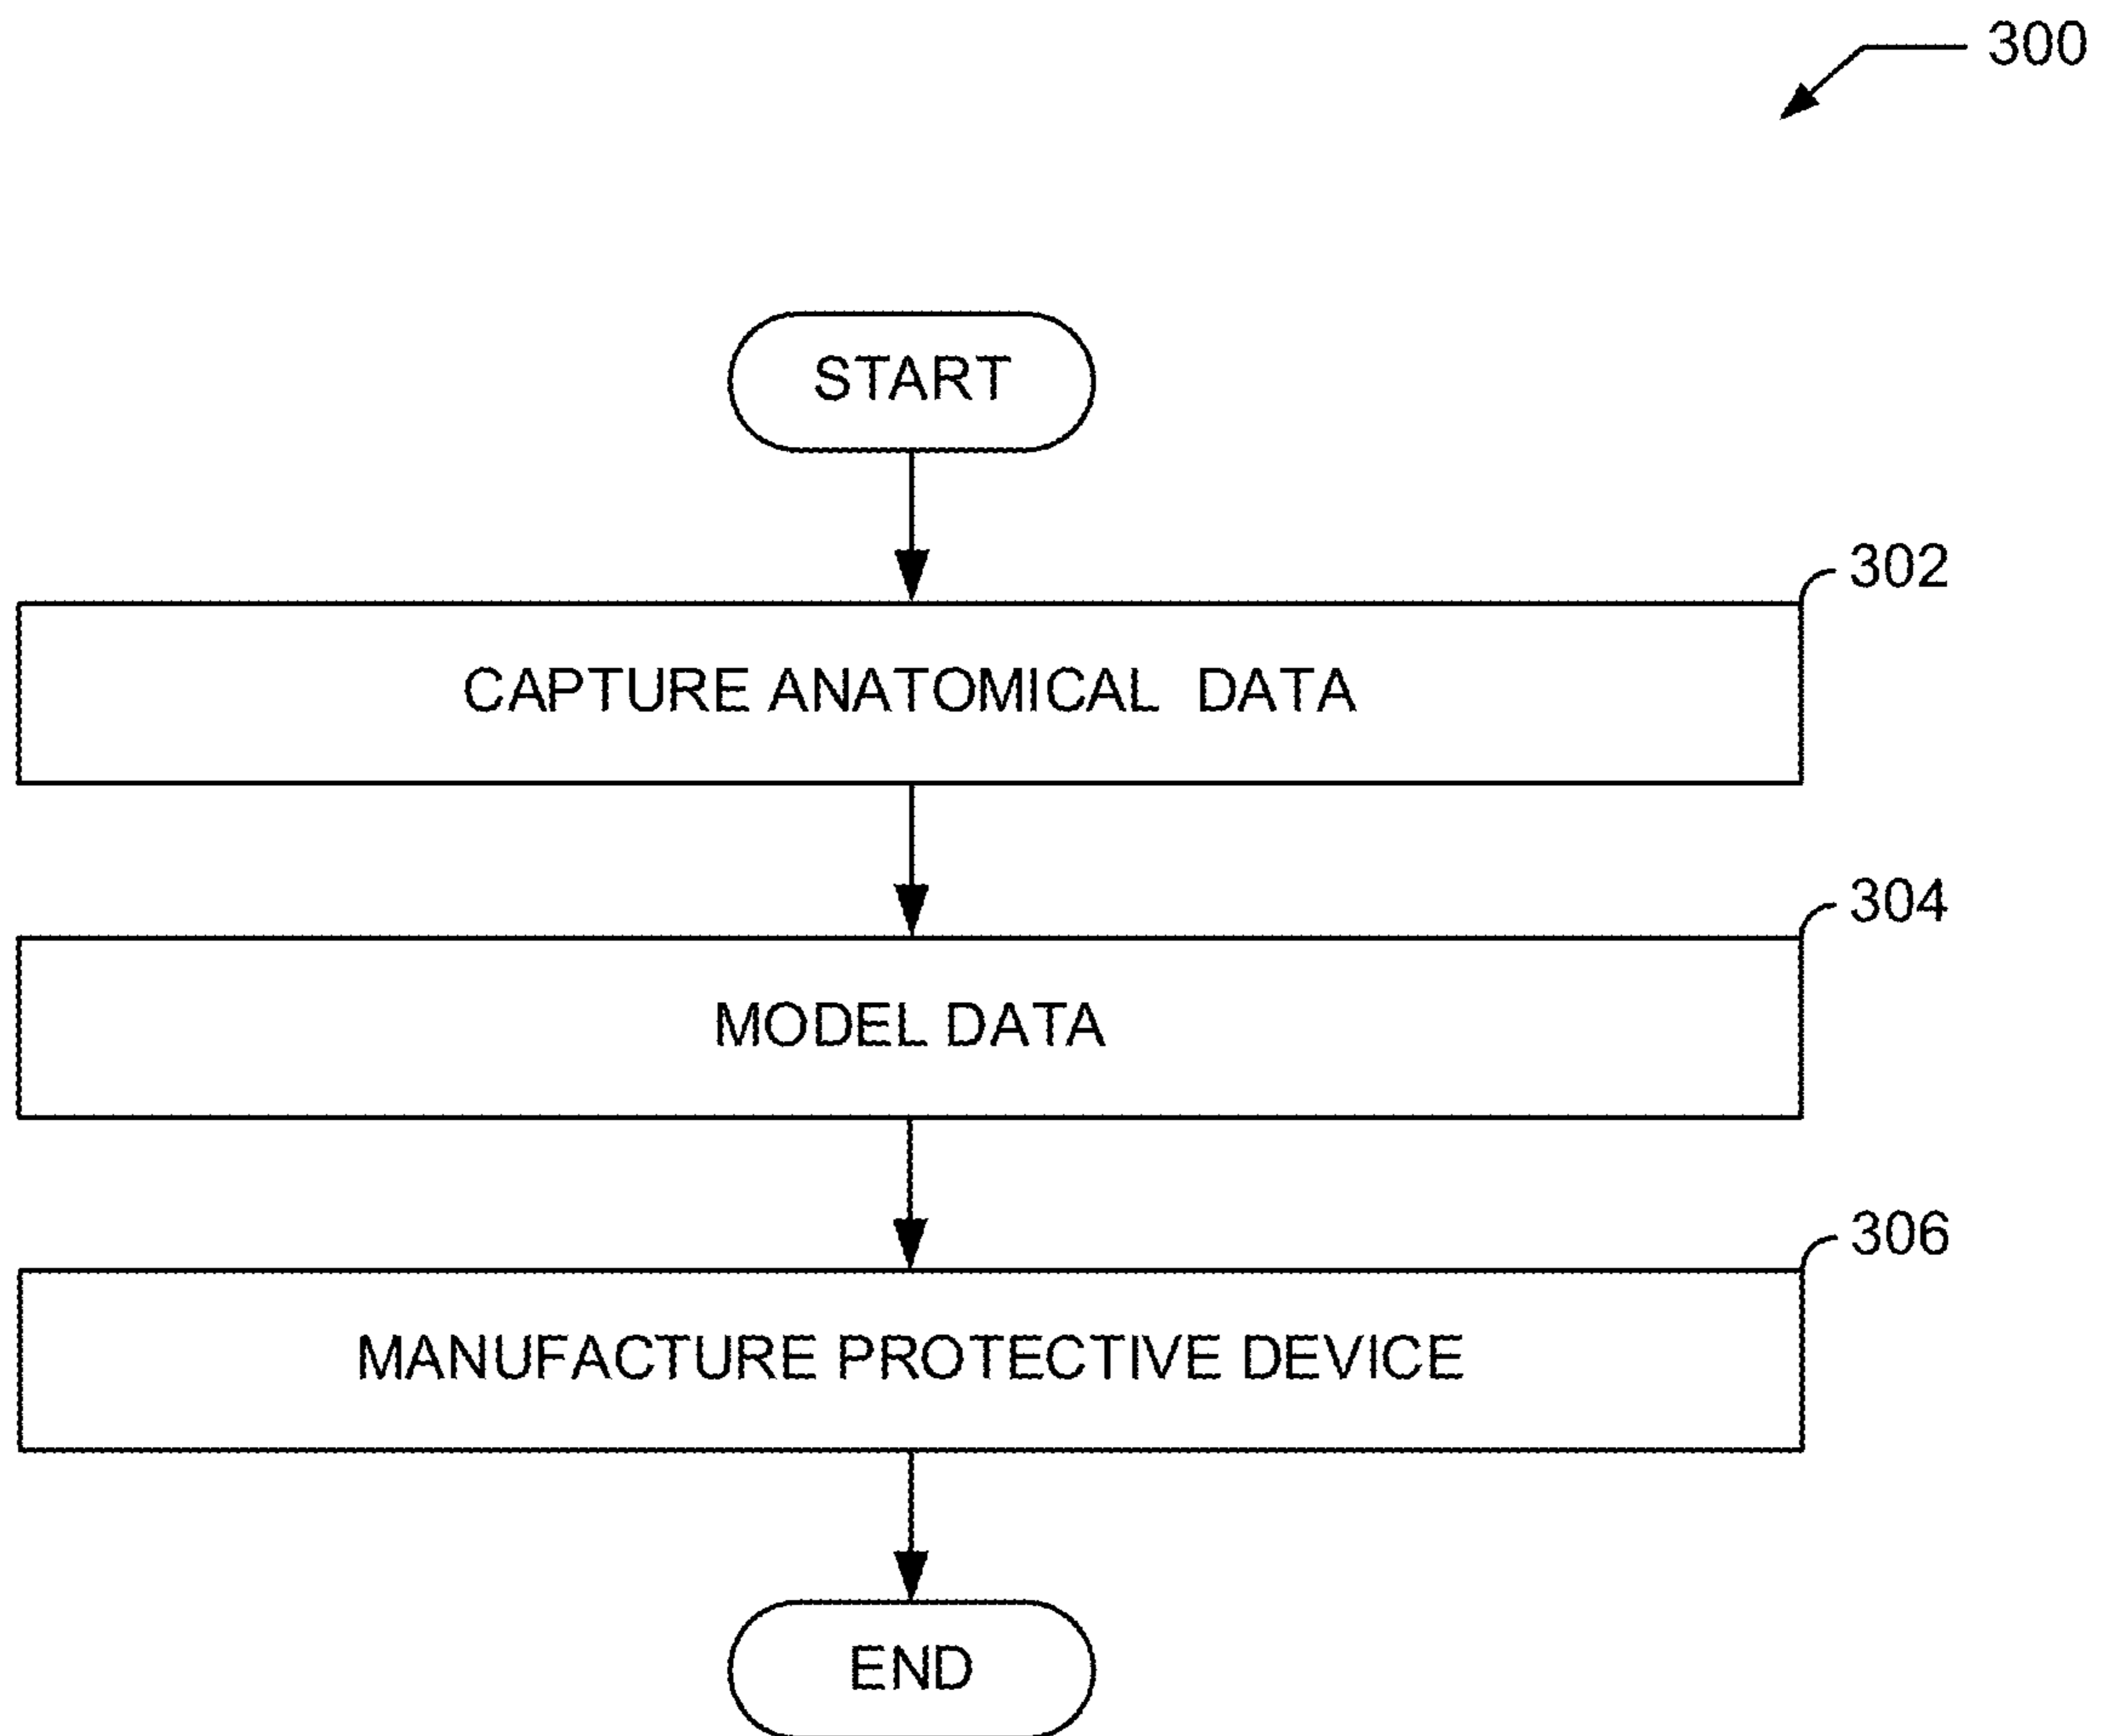 300
START
302
CAPTURE ANATOMICAL DATA
304
MODEL DATA
306
MANUFACTURE PROTECTIVE DEVICE
END